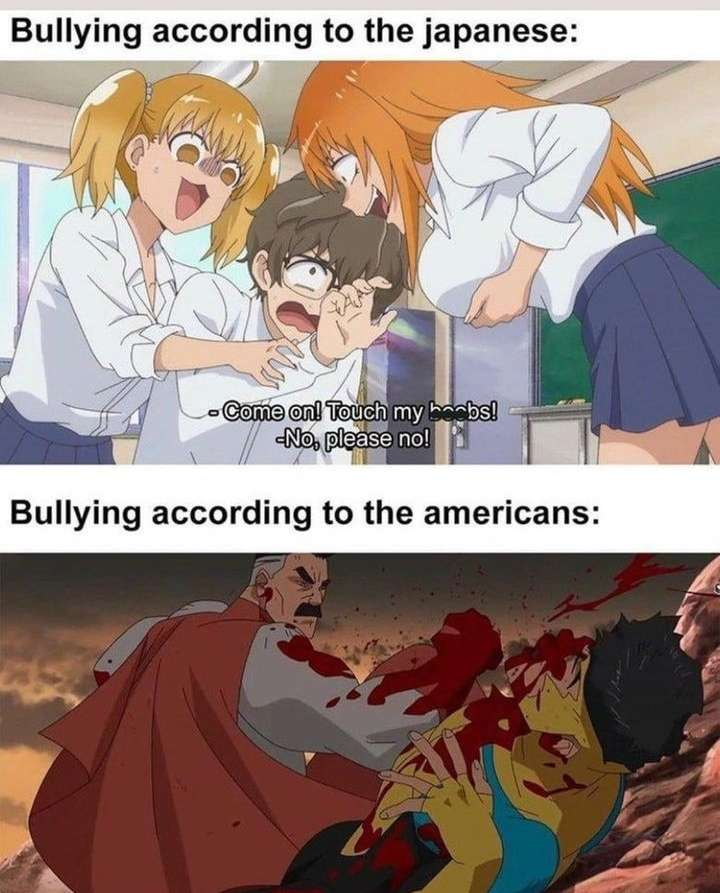 Bullying according to the japanese:
- Come on! Touch my boobs!
-No, please no!
Bullying according to the americans: